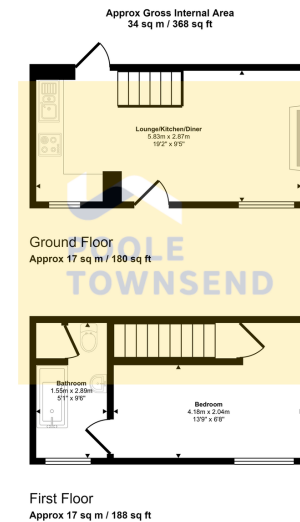 Approx Gross Internal Area
34 sq m / 368 sq ft
Lounge/Kitchen/Diner
5.83m x 2.87m
19'2" x 9'5"
Ground Floor
Approx 17 sq m / 180 sq ft
POOLE
TOWNSEND
Bathroom
1.55m x 2.89m
5'1" x 9'6"
Bedroom
4.18m x 2.04m
13'9" x 6'8"
First Floor
Approx 17 sq m / 188 sq ft